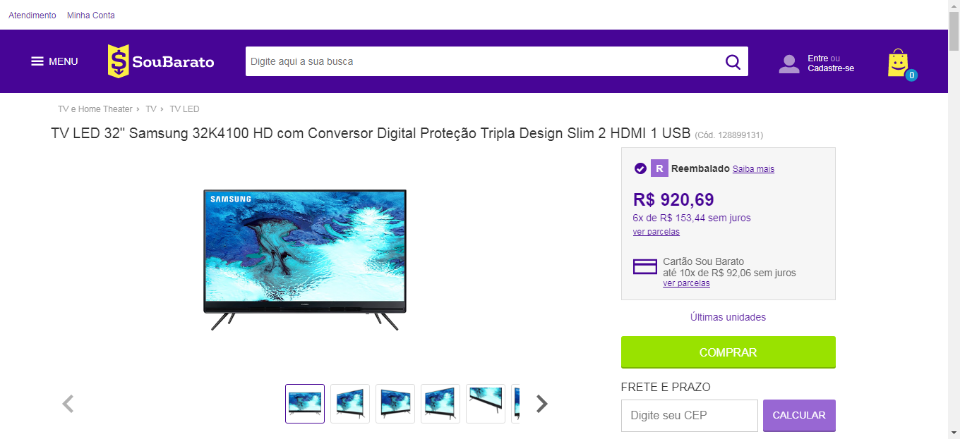 Atendimento Minha Conta
MENU
SouBarato
Digite aqui a sua busca
Entre ou
Cadastre-se
0
TV e Home Theater › TV › TV LED
TV LED 32" Samsung 32K4100 HD com Conversor Digital Proteção Tripla Design Slim 2 HDMI 1 USB (Cód. 128899131)
SAMSUNG
R Reembalado Saiba mais
R$ 920,69
6x de R$ 153,44 sem juros
ver parcelas
Cartão Sou Barato
até 10x de R$ 92,06 sem juros
ver parcelas
Últimas unidades
COMPRAR
FRETE E PRAZO
Digite seu CEP
CALCULAR